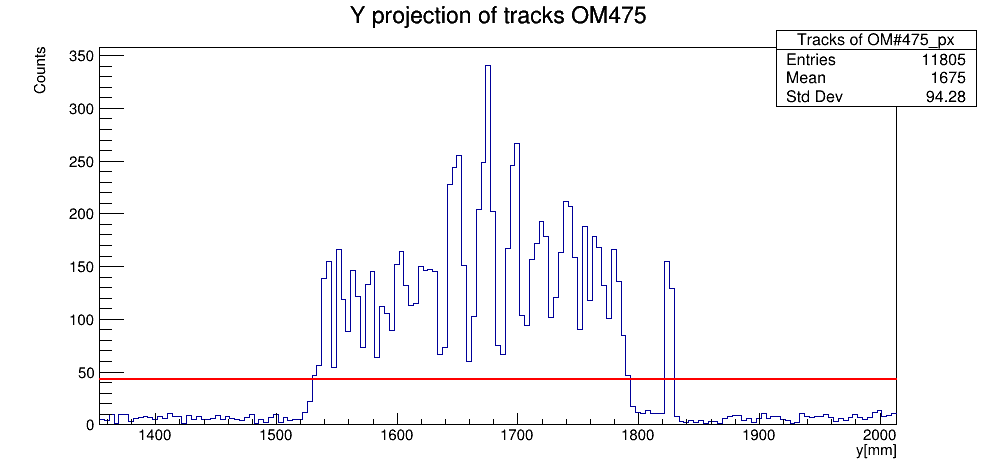 Y projection of tracks OM475
Tracks of OM#475_px
Entries 11805
Mean 1675
Std Dev 94.28
Counts
350
300
250
200
150
100
50
0
1400 1500 1600 1700 1800 1900 2000
y[mm]